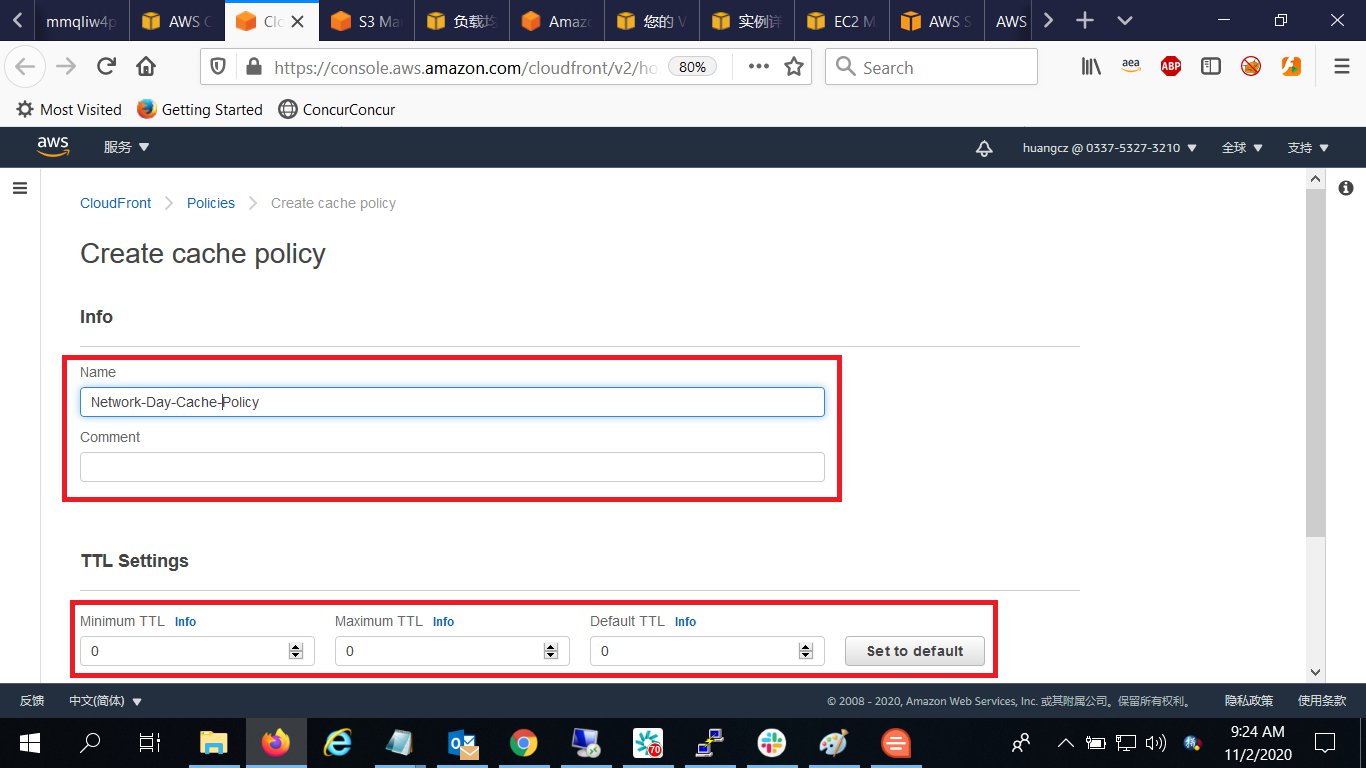 mmqliw4p AWS C Clo S3 Ma 负载均 Amazo 您的 V 实例详 EC2 M AWS S AWS
https://console.aws.amazon.com/cloudfront/v2/ho 80% Search aea ABP
Most Visited Getting Started ConcurConcur
aws 服务 huangcz @ 0337-5327-3210 全球 支持
CloudFront Policies Create cache policy
Create cache policy
Info
Name
Network-Day-Cache-Policy
Comment
TTL Settings
Minimum TTL Info Maximum TTL Info Default TTL Info
0 0 0 Set to default
反馈 中文(简体) © 2008 - 2020, Amazon Web Services, Inc. 或其附属公司。保留所有权利。 隐私政策 使用条款
70 9:24 AM
11/2/2020